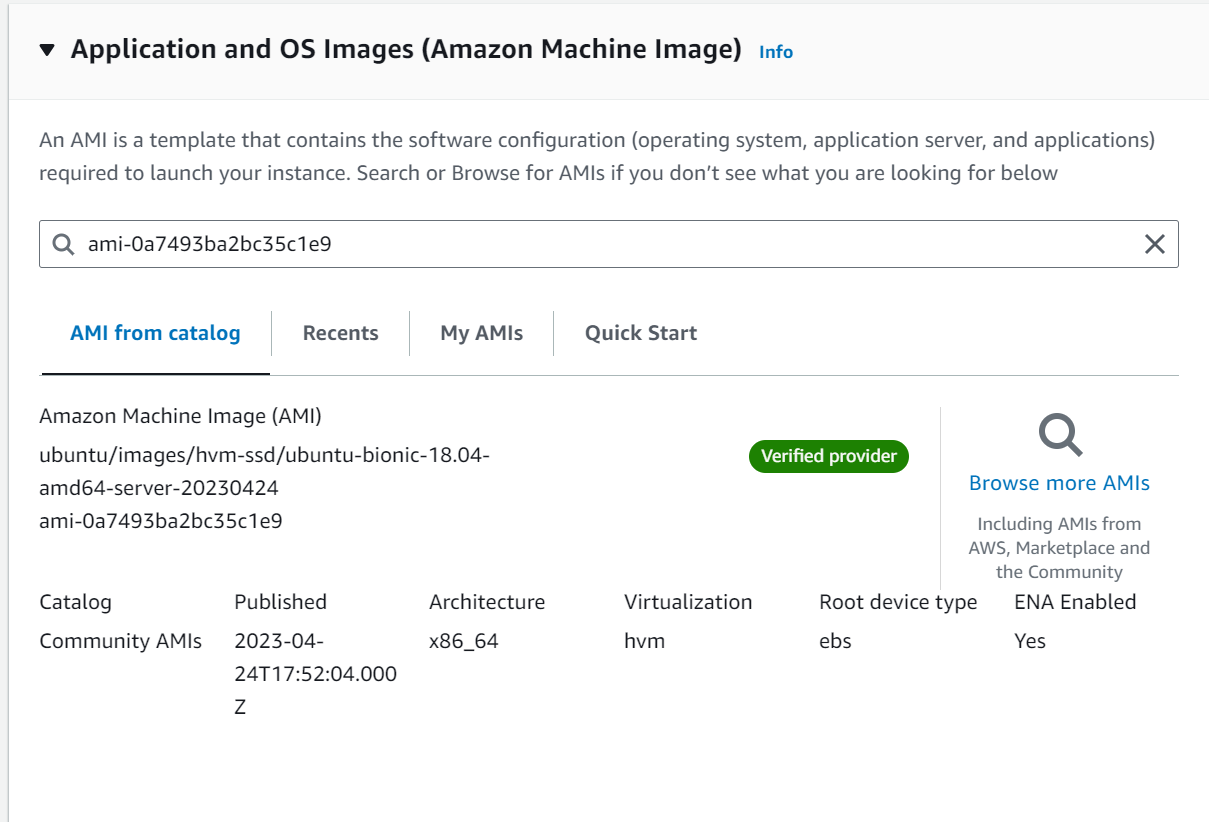 Application and OS Images (Amazon Machine Image) Info
An AMI is a template that contains the software configuration (operating system, application server, and applications)
required to launch your instance. Search or Browse for AMIs if you don’t see what you are looking for below
ami-0a7493ba2bc35c1e9
AMI from catalog
Recents
My AMIs
Quick Start
Amazon Machine Image (AMI)
ubuntu/images/hvm-ssd/ubuntu-bionic-18.04-
amd64-server-20230424
ami-0a7493ba2bc35c1e9
Verified provider
Browse more AMIs
Including AMIs from
AWS, Marketplace and
the Community
Catalog
Community AMIs
Published
2023-04-
24T17:52:04.000
Z
Architecture
x86_64
Virtualization
hvm
Root device type
ebs
ENA Enabled
Yes